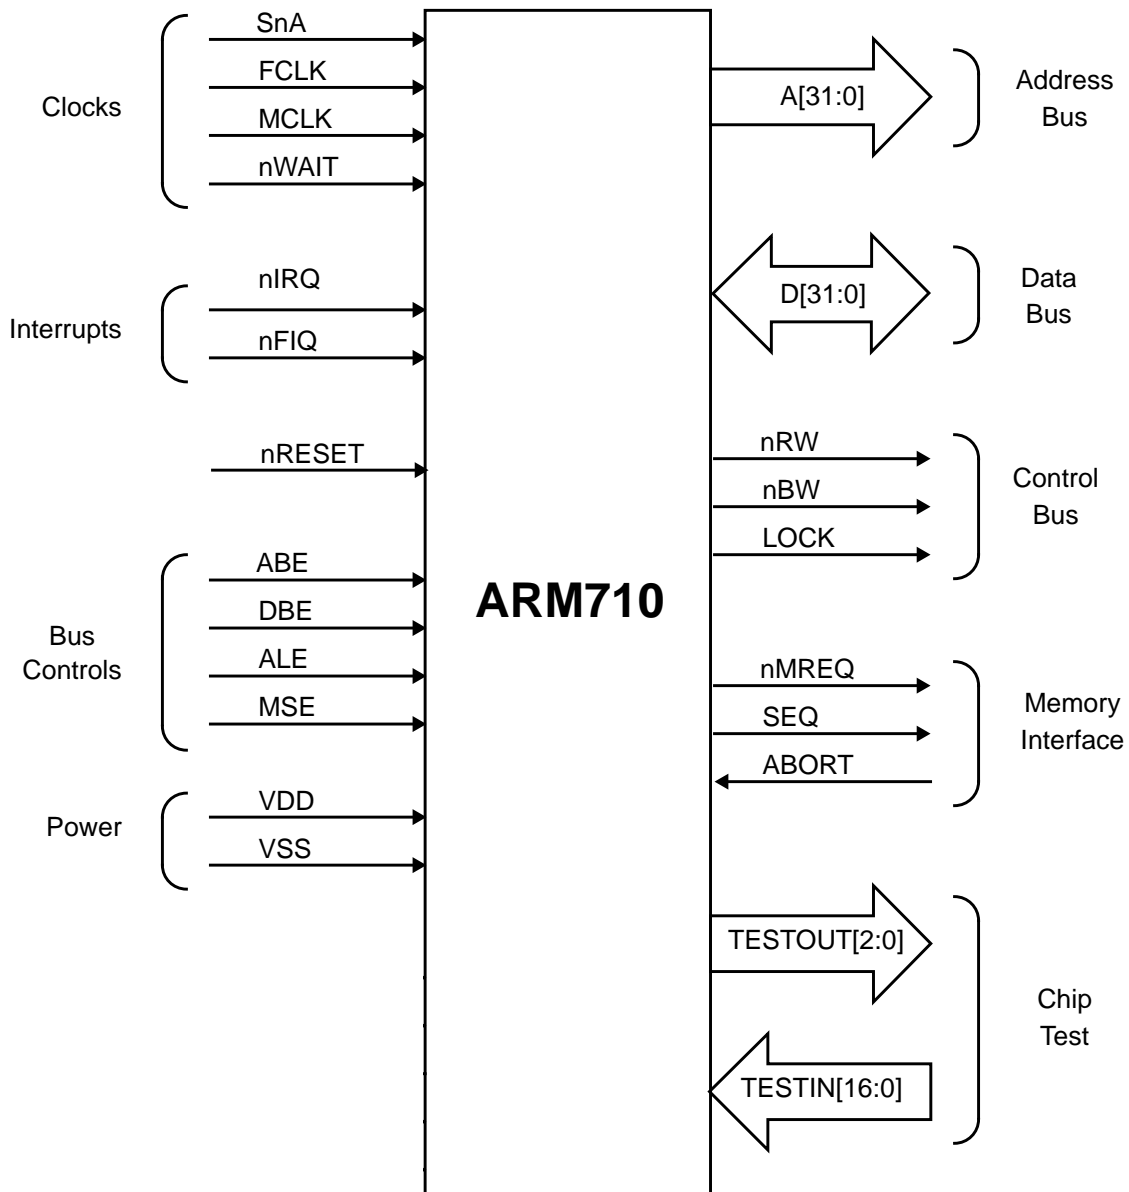 SnA
FCLK
Clocks
MCLK
nWAIT
nIRQ
Interrupts
nFIQ
nRESET
ABE
DBE
Bus
Controls
ALE
MSE
VDD
Power
VSS
ARM710
A[31:0]
Address
Bus
D[31:0]
Data
Bus
nRW
nBW
LOCK
Control
Bus
nMREQ
SEQ
ABORT
Memory
Interface
TESTOUT[2:0]
Chip
Test
TESTIN[16:0]